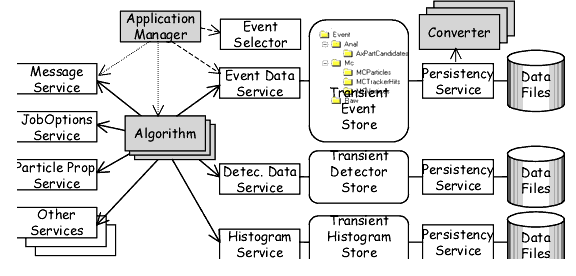 Application
Manager
Event
Selector
Converter
Event
Anal
AxPartCandidates
Mc
MCParticles
MCTrackerHits
Raw
Message
Service
Event Data
Service
Transient
Event
Store
Persistency
Service
Data
Files
JobOptions
Service
Algorithm
Particle Prop.
Service
Detec. Data
Service
Transient
Detector
Store
Persistency
Service
Data
Files
Other
Services
Histogram
Service
Transient
Histogram
Store
Persistency
Service
Data
Files